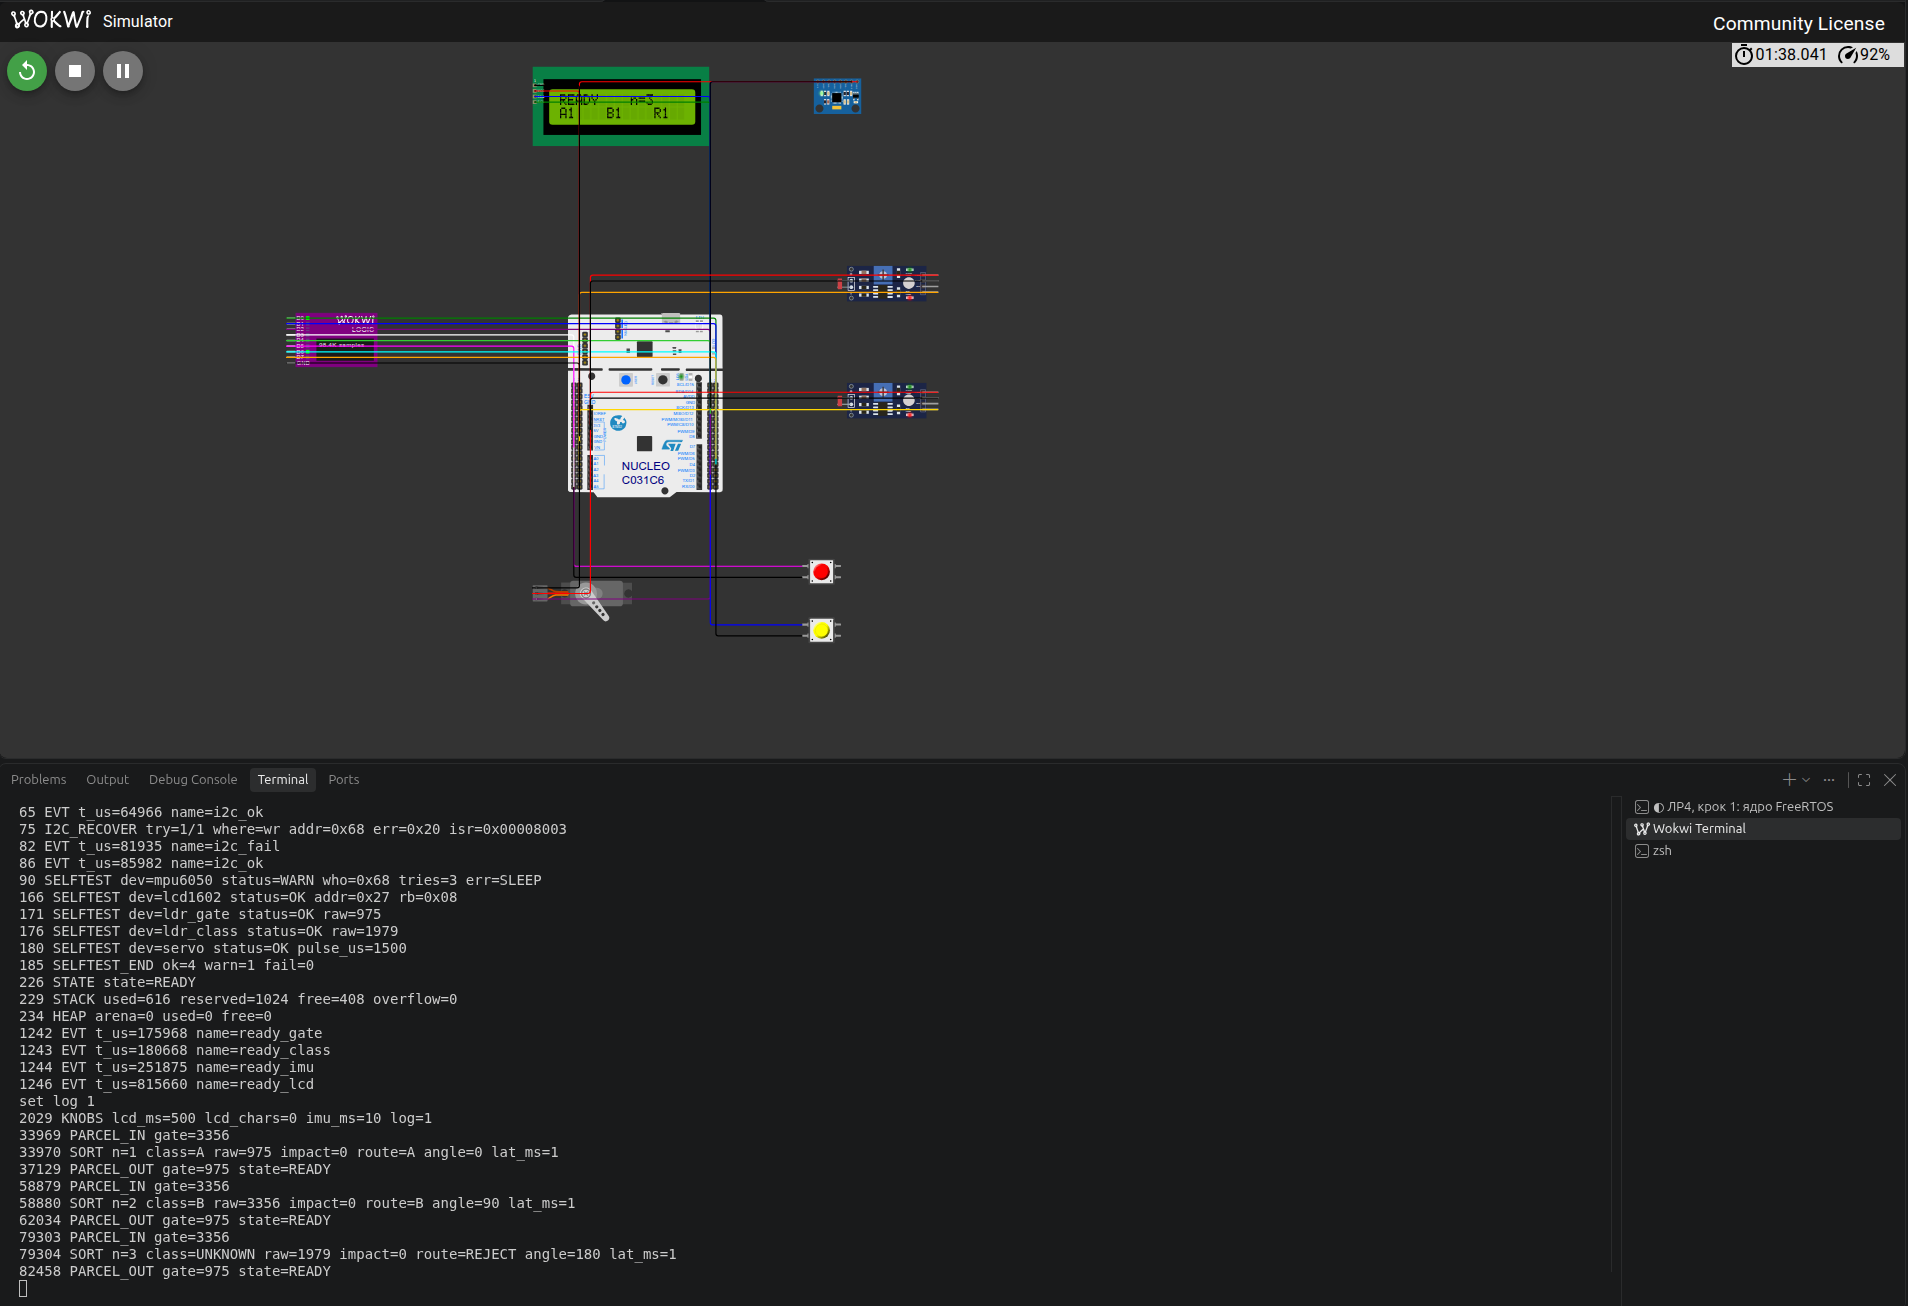 WOKWi Simulator
Community License
01:38.041 92%
READY n=3
A1 B1 R1
WOKWi
LOGIC
NUCLEO
C031C6
Problems Output Debug Console Terminal Ports
65 EVT t_us=64966 name=i2c_ok
75 I2C_RECOVER try=1/1 where=wr addr=0x68 err=0x20 isr=0x00008003
82 EVT t_us=81935 name=i2c_fail
86 EVT t_us=85982 name=i2c_ok
90 SELFTEST dev=mpu6050 status=WARN who=0x68 tries=3 err=SLEEP
166 SELFTEST dev=lcd1602 status=OK addr=0x27 rb=0x08
171 SELFTEST dev=ldr_gate status=OK raw=975
176 SELFTEST dev=ldr_class status=OK raw=1979
180 SELFTEST dev=servo status=OK pulse_us=1500
185 SELFTEST_END ok=4 warn=1 fail=0
226 STATE state=READY
229 STACK used=616 reserved=1024 free=408 overflow=0
234 HEAP arena=0 used=0 free=0
1242 EVT t_us=175968 name=ready_gate
1243 EVT t_us=180668 name=ready_class
1244 EVT t_us=251875 name=ready_imu
1246 EVT t_us=815660 name=ready_lcd
set log 1
2029 KNOBS lcd_ms=500 lcd_chars=0 imu_ms=10 log=1
33969 PARCEL_IN gate=3356
33970 SORT n=1 class=A raw=975 impact=0 route=A angle=0 lat_ms=1
37129 PARCEL_OUT gate=975 state=READY
58879 PARCEL_IN gate=3356
58880 SORT n=2 class=B raw=3356 impact=0 route=B angle=90 lat_ms=1
62034 PARCEL_OUT gate=975 state=READY
79303 PARCEL_IN gate=3356
79304 SORT n=3 class=UNKNOWN raw=1979 impact=0 route=REJECT angle=180 lat_ms=1
82458 PARCEL_OUT gate=975 state=READY
ЛР4, крок 1: ядро FreeRTOS
Wokwi Terminal
zsh